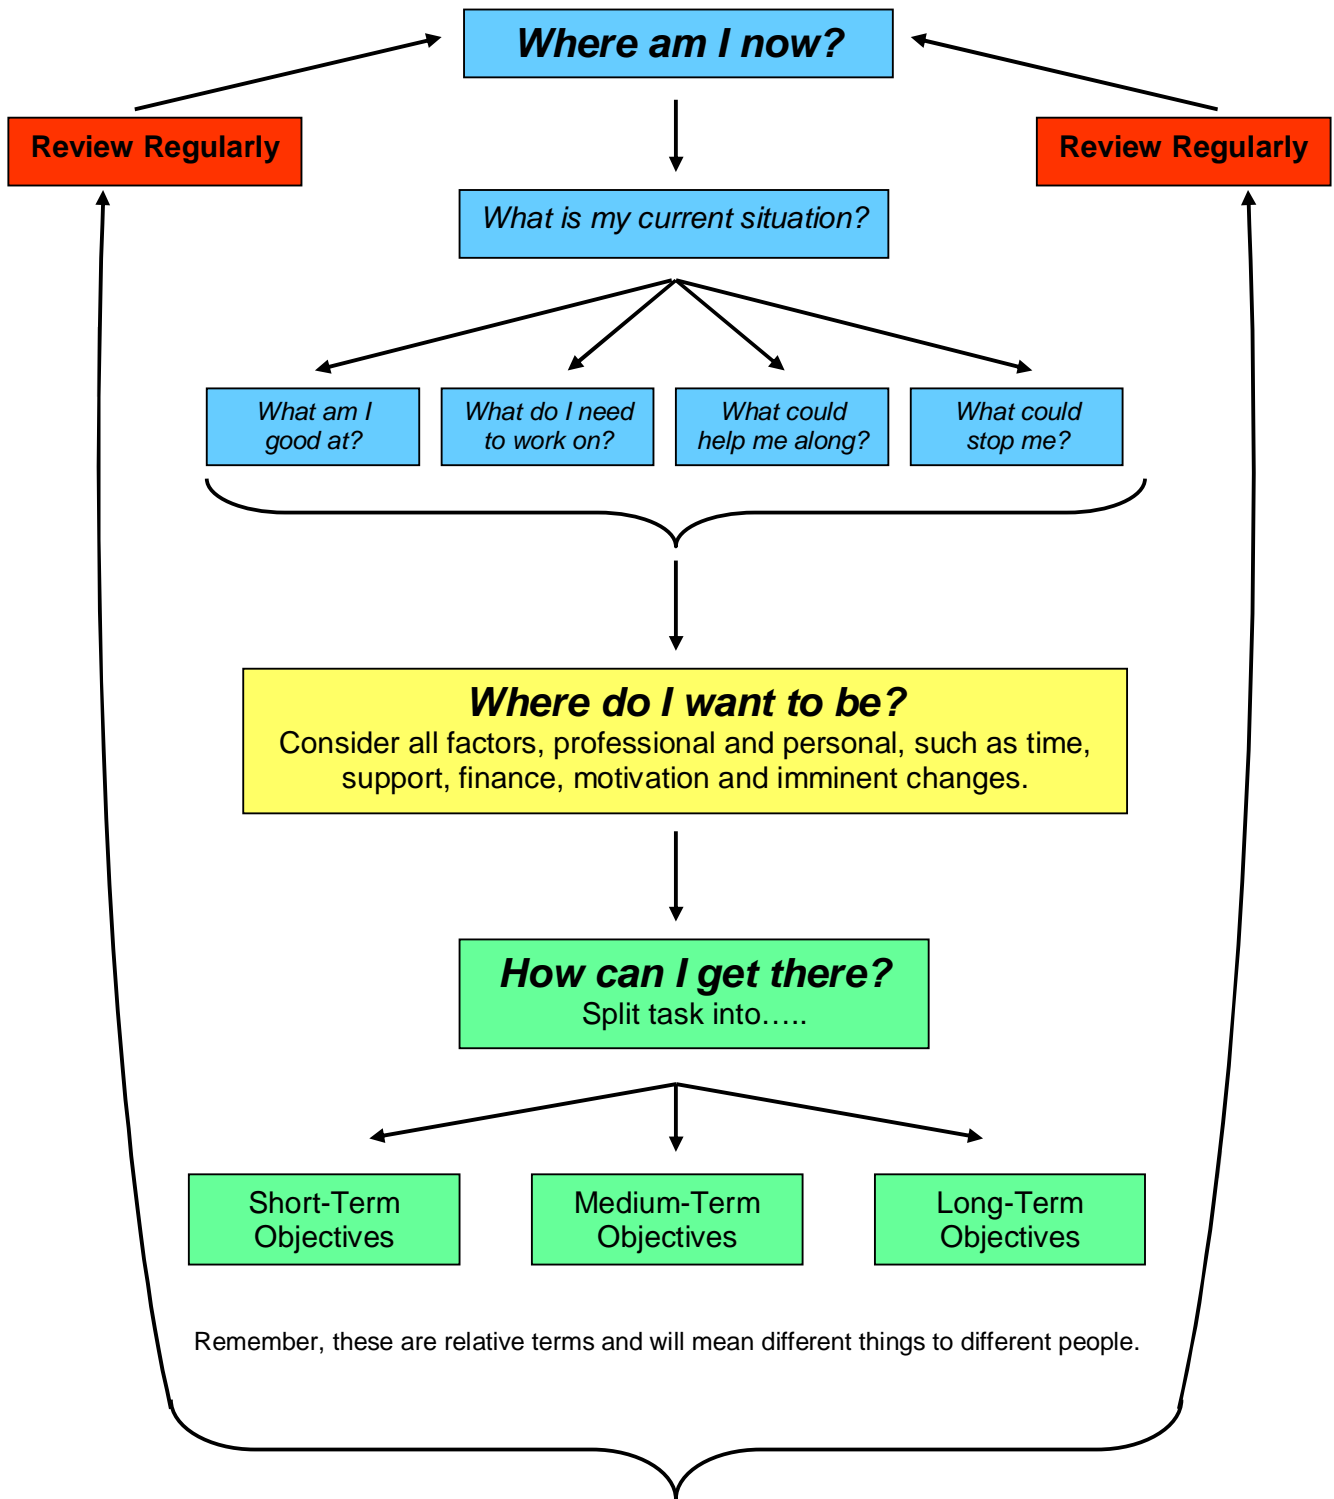 Where am I now?
Review Regularly
Review Regularly
What is my current situation?
What am I
good at?
What do I need
to work on?
What could
help me along?
What could
stop me?
Where do I want to be?
Consider all factors, professional and personal, such as time,
support, finance, motivation and imminent changes.
How can I get there?
Split task into…..
Short-Term
Objectives
Medium-Term
Objectives
Long-Term
Objectives
Remember, these are relative terms and will mean different things to different people.